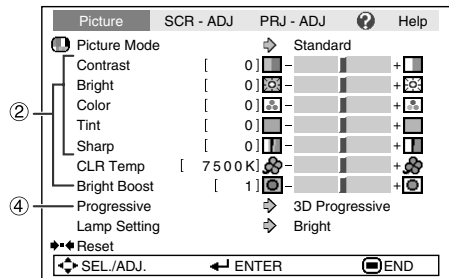 Picture SCR - ADJ PRJ - ADJ ? Help
Picture Mode Standard
Contrast [ 0] - +
Bright [ 0] - +
Color [ 0] - +
Tint [ 0] - +
Sharp [ 0] - +
CLR Temp [ 7500K] - +
Bright Boost [ 1] - +
Progressive 3D Progressive
Lamp Setting Bright
Reset
SEL./ADJ. ENTER END
②
④